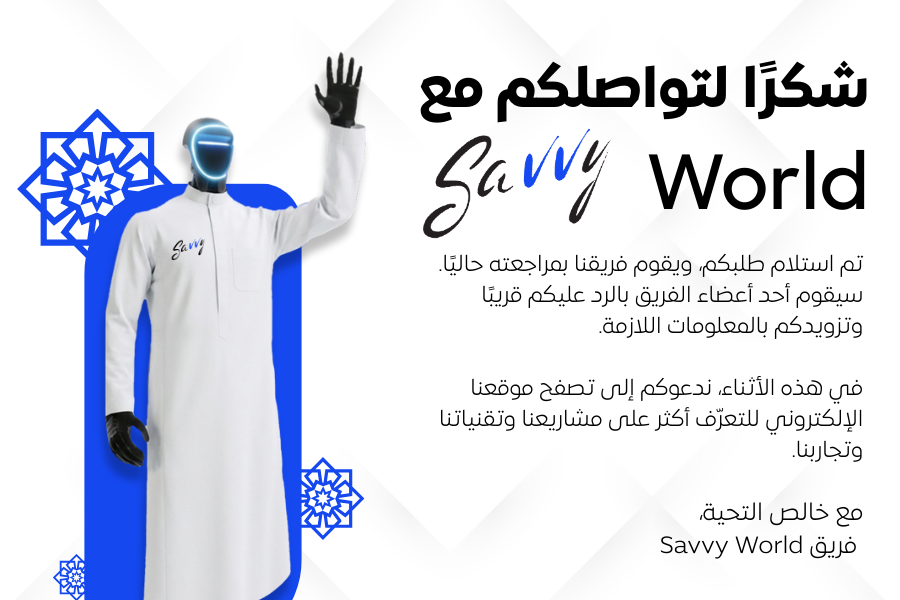 شكرًا لتواصلكم مع
Savvy World
Savvy
تم استلام طلبكم، ويقوم فريقنا بمراجعته حاليًا.
سيقوم أحد أعضاء الفريق بالرد عليكم قريبًا
وتزويدكم بالمعلومات اللازمة.
في هذه الأثناء، ندعوكم إلى تصفح موقعنا
الإلكتروني للتعرّف أكثر على مشاريعنا وتقنياتنا
وتجاربنا.
مع خالص التحية،
فريق Savvy World